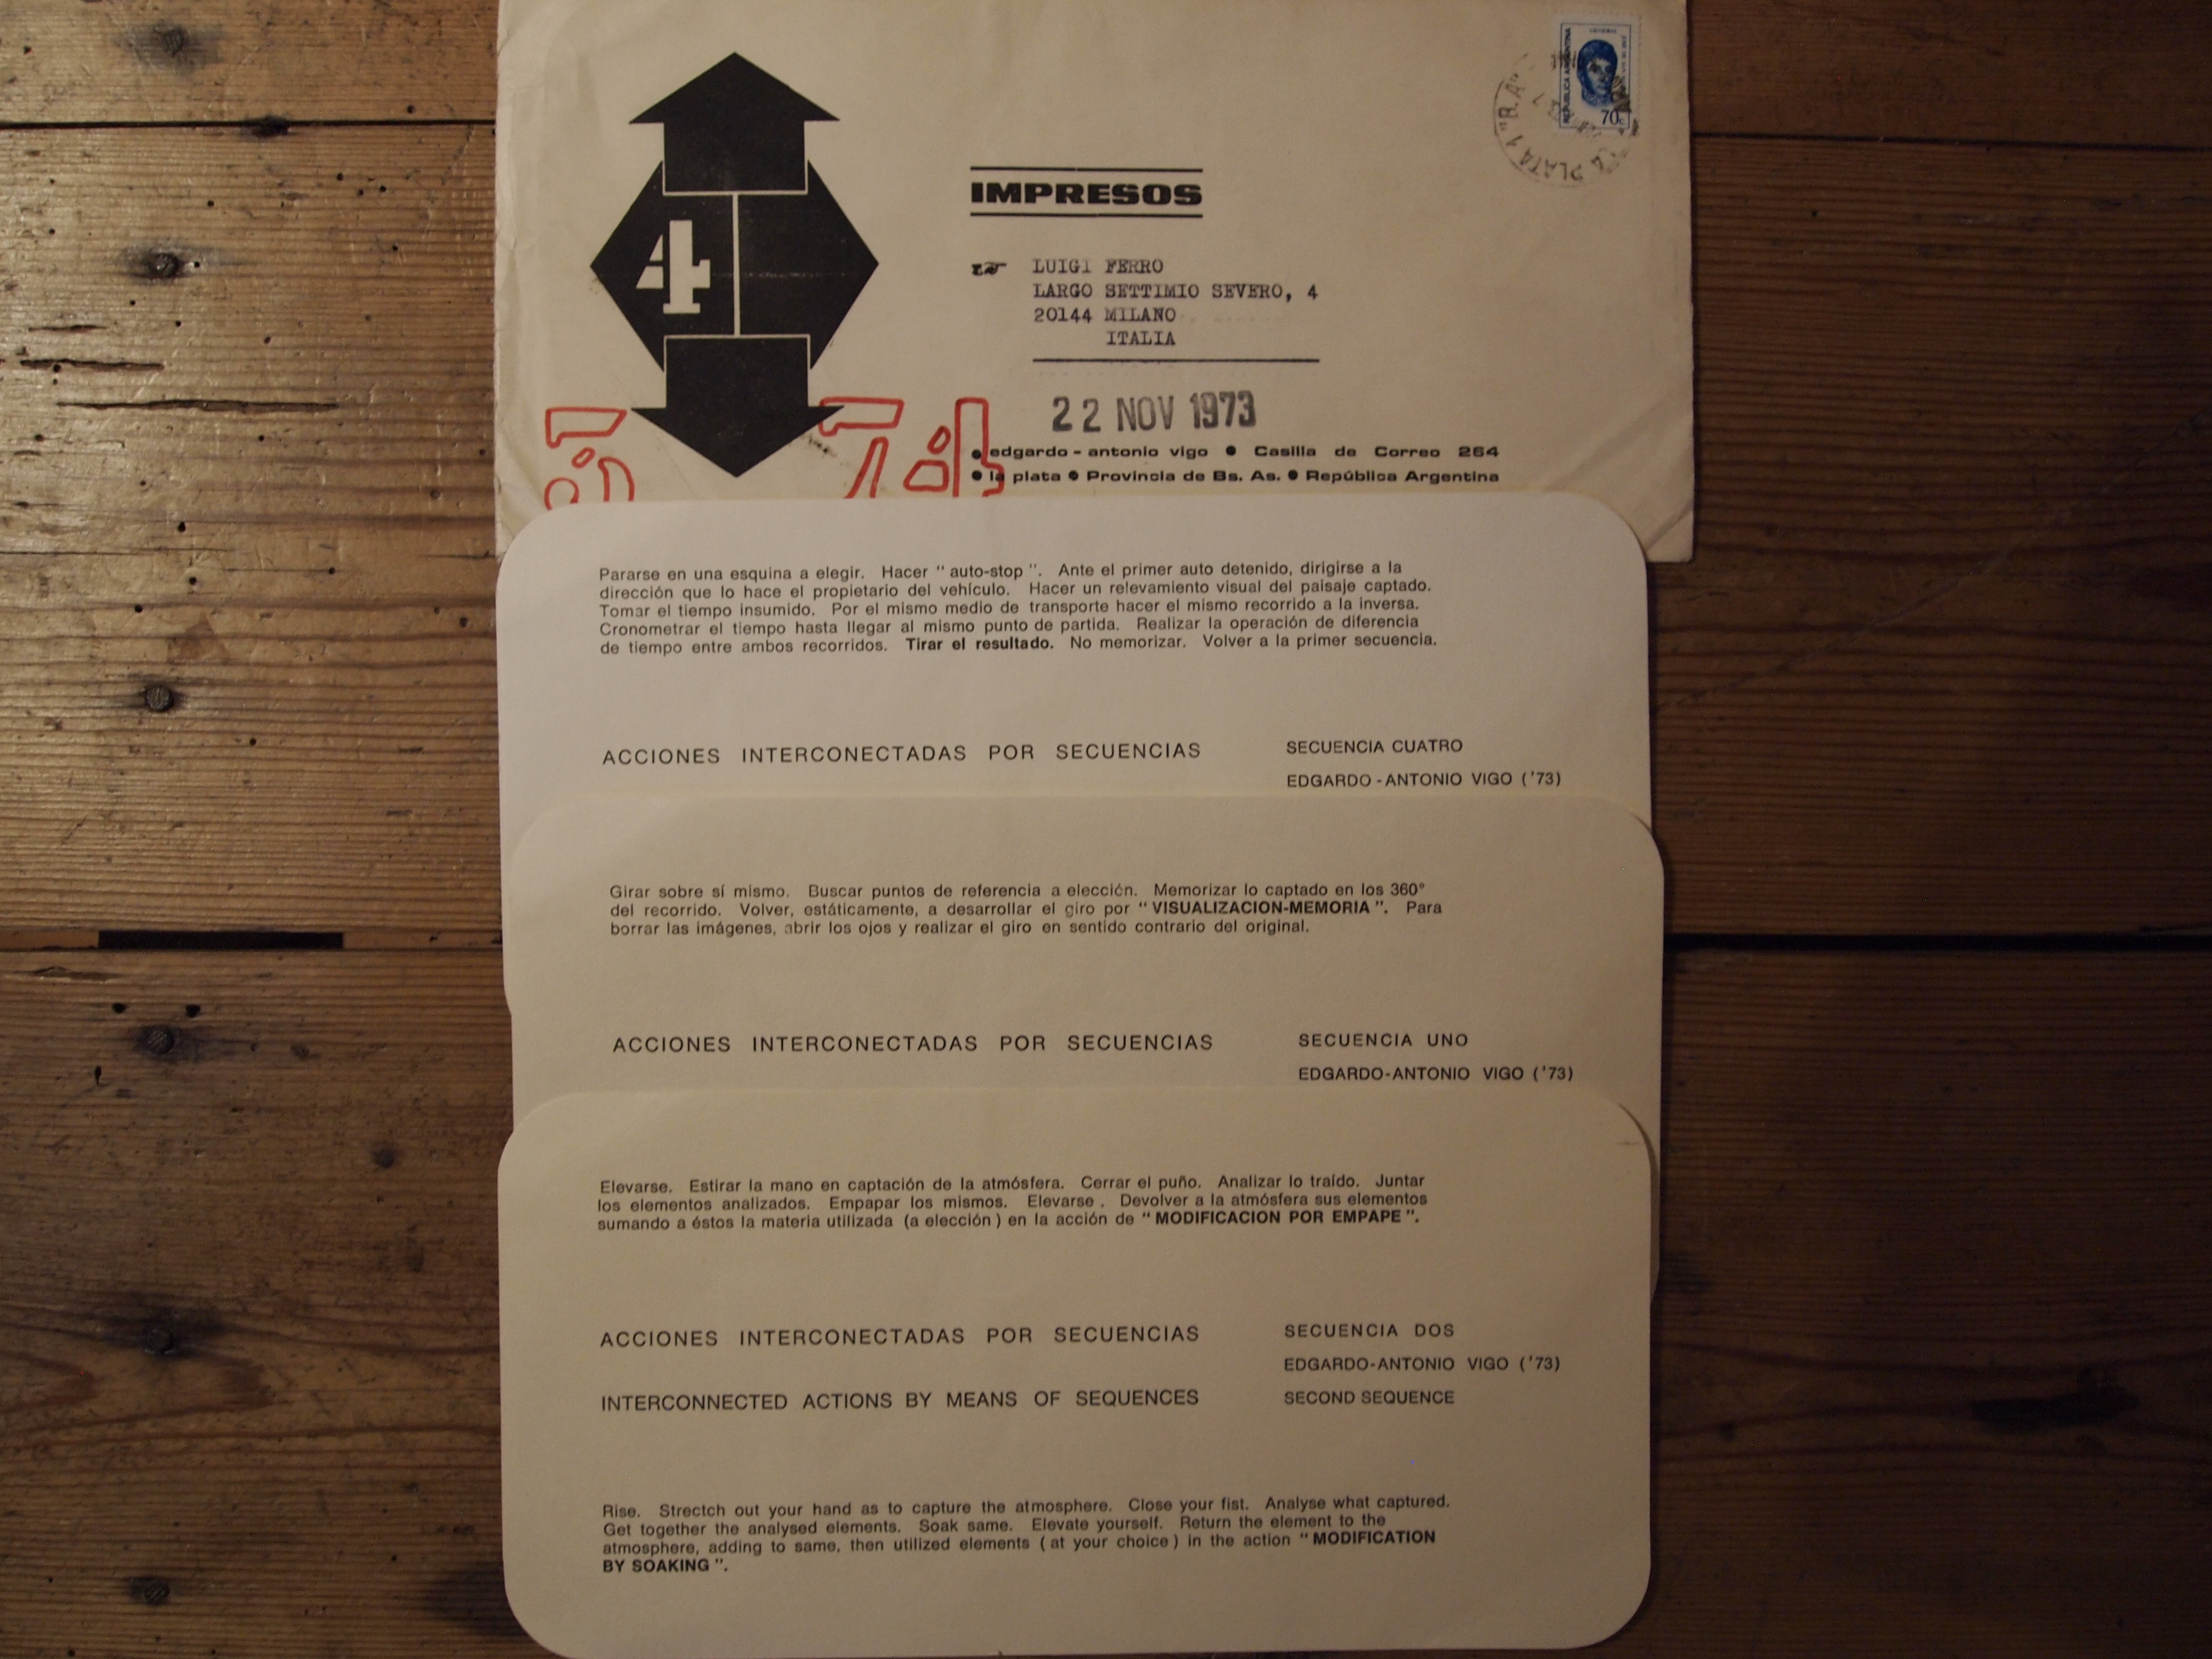 4
IMPRESOS
REPUBLICA ARGENTINA
70c
PLATA 1 "B.A"
LUIGI FERRO
LARGO SETTIMIO SEVERO, 4
20144 MILANO
ITALIA
22 NOV 1973
● edgardo - antonio vigo ● Casilla de Correo 264
● la plata ● Provincia de Bs. As. ● República Argentina
Pararse en una esquina a elegir. Hacer " auto-stop ". Ante el primer auto detenido, dirigirse a la
dirección que lo hace el propietario del vehículo. Hacer un relevamiento visual del paisaje captado.
Tomar el tiempo insumido. Por el mismo medio de transporte hacer el mismo recorrido a la inversa.
Cronometrar el tiempo hasta llegar al mismo punto de partida. Realizar la operación de diferencia
de tiempo entre ambos recorridos. Tirar el resultado. No memorizar. Volver a la primer secuencia.
ACCIONES INTERCONECTADAS POR SECUENCIAS
SECUENCIA CUATRO
EDGARDO - ANTONIO VIGO ('73)
Girar sobre sí mismo. Buscar puntos de referencia a elección. Memorizar lo captado en los 360°
del recorrido. Volver, estáticamente, a desarrollar el giro por " VISUALIZACION-MEMORIA ". Para
borrar las imágenes, abrir los ojos y realizar el giro en sentido contrario del original.
ACCIONES INTERCONECTADAS POR SECUENCIAS
SECUENCIA UNO
EDGARDO-ANTONIO VIGO ('73)
Elevarse. Estirar la mano en captación de la atmósfera. Cerrar el puño. Analizar lo traído. Juntar
los elementos analizados. Empapar los mismos. Elevarse . Devolver a la atmósfera sus elementos
sumando a éstos la materia utilizada (a elección ) en la acción de " MODIFICACION POR EMPAPE ".
ACCIONES INTERCONECTADAS POR SECUENCIAS
SECUENCIA DOS
EDGARDO-ANTONIO VIGO ('73)
INTERCONNECTED ACTIONS BY MEANS OF SEQUENCES
SECOND SEQUENCE
Rise. Strectch out your hand as to capture the atmosphere. Close your fist. Analyse what captured.
Get together the analysed elements. Soak same. Elevate yourself. Return the element to the
atmosphere, adding to same, then utilized elements ( at your choice ) in the action " MODIFICATION
BY SOAKING ".